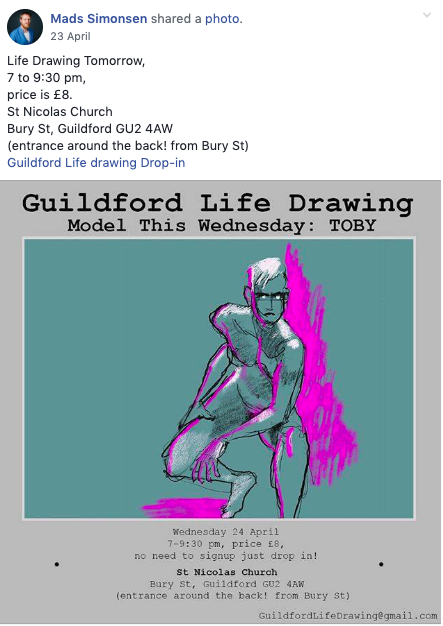 Mads Simonsen shared a photo.
23 April
Life Drawing Tomorrow,
7 to 9:30 pm,
price is £8.
St Nicolas Church
Bury St, Guildford GU2 4AW
(entrance around the back! from Bury St)
Guildford Life drawing Drop-in
Guildford Life Drawing
Model This Wednesday: TOBY
Wednesday 24 April
7-9:30 pm, price £8,
no need to signup just drop in!
St Nicolas Church
Bury St, Guildford GU2 4AW
(entrance around the back! from Bury St)
GuildfordLifeDrawing@gmail.com